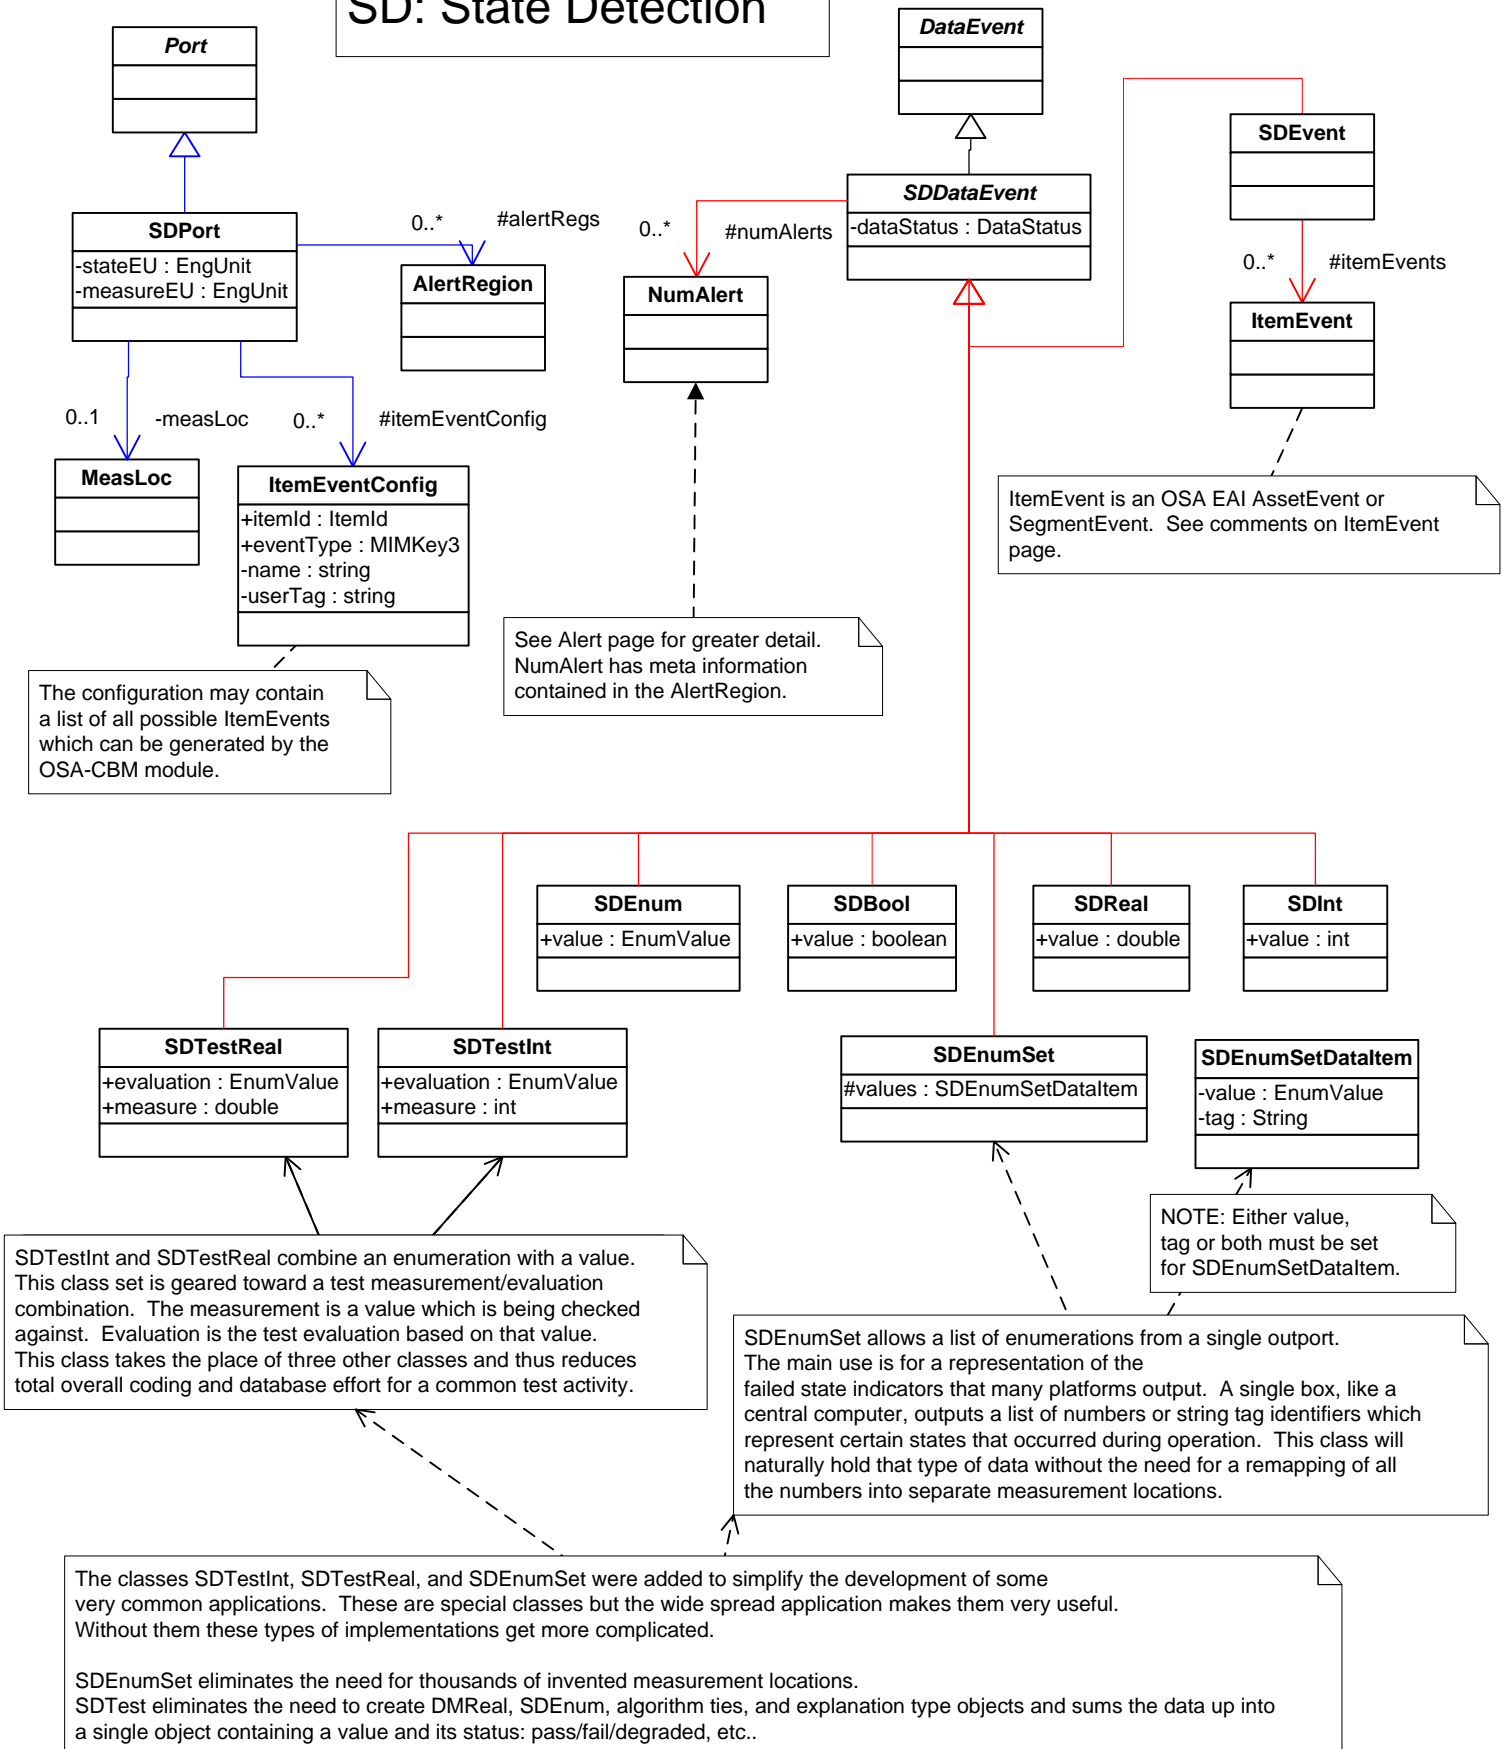 SD: State Detection
Port
DataEvent
SDEvent
SDDataEvent
-dataStatus : DataStatus
SDPort
-stateEU : EngUnit
-measureEU : EngUnit
0..*
#alertRegs
0..*
#numAlerts
0..*
#itemEvents
AlertRegion
NumAlert
ItemEvent
0..1
-measLoc
0..*
#itemEventConfig
MeasLoc
ItemEventConfig
+itemId : ItemId
+eventType : MIMKey3
-name : string
-userTag : string
ItemEvent is an OSA EAI AssetEvent or
SegmentEvent.  See comments on ItemEvent
page.
See Alert page for greater detail.
NumAlert has meta information
contained in the AlertRegion.
The configuration may contain
a list of all possible ItemEvents
which can be generated by the
OSA-CBM module.
SDEnum
+value : EnumValue
SDBool
+value : boolean
SDReal
+value : double
SDInt
+value : int
SDTestReal
+evaluation : EnumValue
+measure : double
SDTestInt
+evaluation : EnumValue
+measure : int
SDEnumSet
#values : SDEnumSetDataItem
SDEnumSetDataItem
-value : EnumValue
-tag : String
NOTE: Either value,
tag or both must be set
for SDEnumSetDataItem.
SDTestInt and SDTestReal combine an enumeration with a value.
This class set is geared toward a test measurement/evaluation
combination.  The measurement is a value which is being checked
against.  Evaluation is the test evaluation based on that value.
This class takes the place of three other classes and thus reduces
total overall coding and database effort for a common test activity.
SDEnumSet allows a list of enumerations from a single outport.
The main use is for a representation of the
failed state indicators that many platforms output.  A single box, like a
central computer, outputs a list of numbers or string tag identifiers which
represent certain states that occurred during operation.  This class will
naturally hold that type of data without the need for a remapping of all
the numbers into separate measurement locations.
The classes SDTestInt, SDTestReal, and SDEnumSet were added to simplify the development of some
very common applications.  These are special classes but the wide spread application makes them very useful.
Without them these types of implementations get more complicated.
SDEnumSet eliminates the need for thousands of invented measurement locations.
SDTest eliminates the need to create DMReal, SDEnum, algorithm ties, and explanation type objects and sums the data up into
a single object containing a value and its status: pass/fail/degraded, etc..